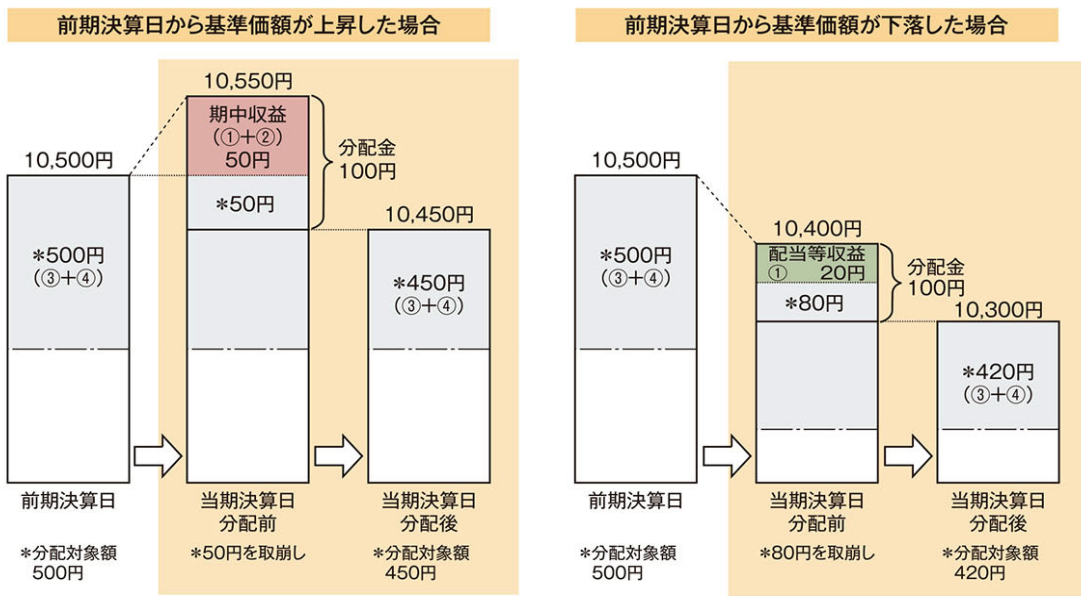 前期決算日から基準価額が上昇した場合
10,550円
期中収益
(①+②)
50円
分配金
100円
10,500円
*50円
10,450円
*500円
(③+④)
*450円
(③+④)
前期決算日
当期決算日
分配前
当期決算日
分配後
*分配対象額
500円
*50円を取崩し
*分配対象額
450円
前期決算日から基準価額が下落した場合
10,500円
10,400円
*500円
(③+④)
配当等収益
① 20円
分配金
100円
*80円
10,300円
*420円
(③+④)
前期決算日
当期決算日
分配前
当期決算日
分配後
*分配対象額
500円
*80円を取崩し
*分配対象額
420円